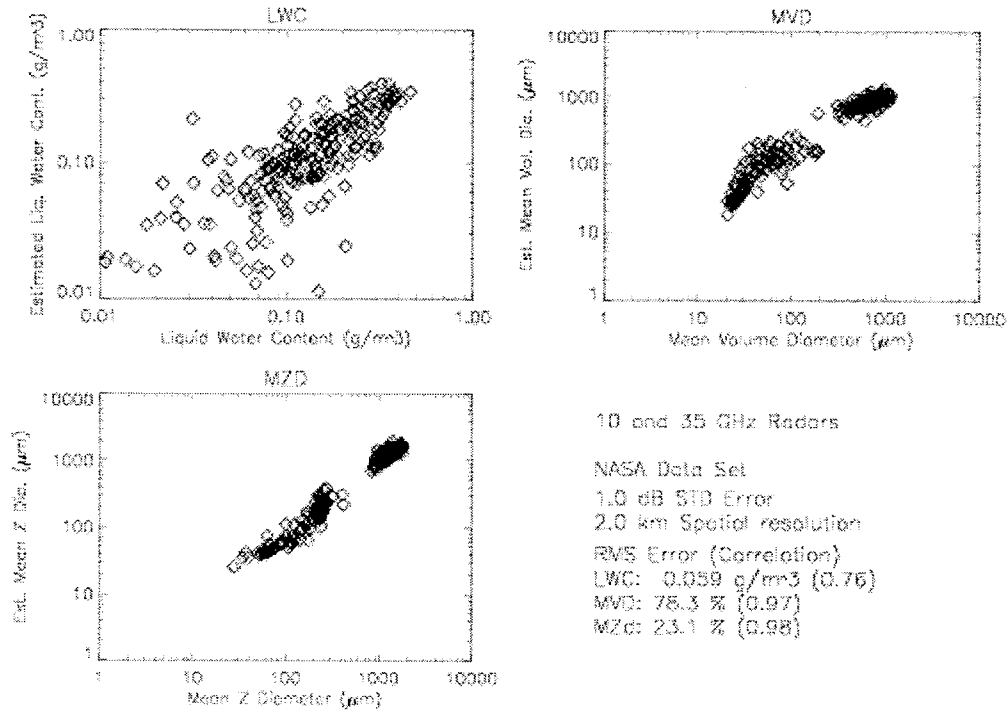 LWC
Estimated Liq. Water Cont. (g/m3)
1.00
0.10
0.01
0.01 0.10 1.00
Liquid Water Content (g/m3)
MVD
Est. Mean Vol. Dia. (μm)
10000
1000
100
10
1
1 10 100 1000 10000
Mean Volume Diameter (μm)
MZD
Est. Mean Z Dia. (μm)
10000
1000
100
10
1
1 10 100 1000 10000
Mean Z Diameter (μm)
10 and 35 GHz Radars
NASA Data Set
1.0 dB STD Error
2.0 km Spatial resolution
RMS Error (Correlation)
LWC: 0.059 g/m3 (0.76)
MVD: 78.3 % (0.97)
MZd: 23.1 % (0.98)